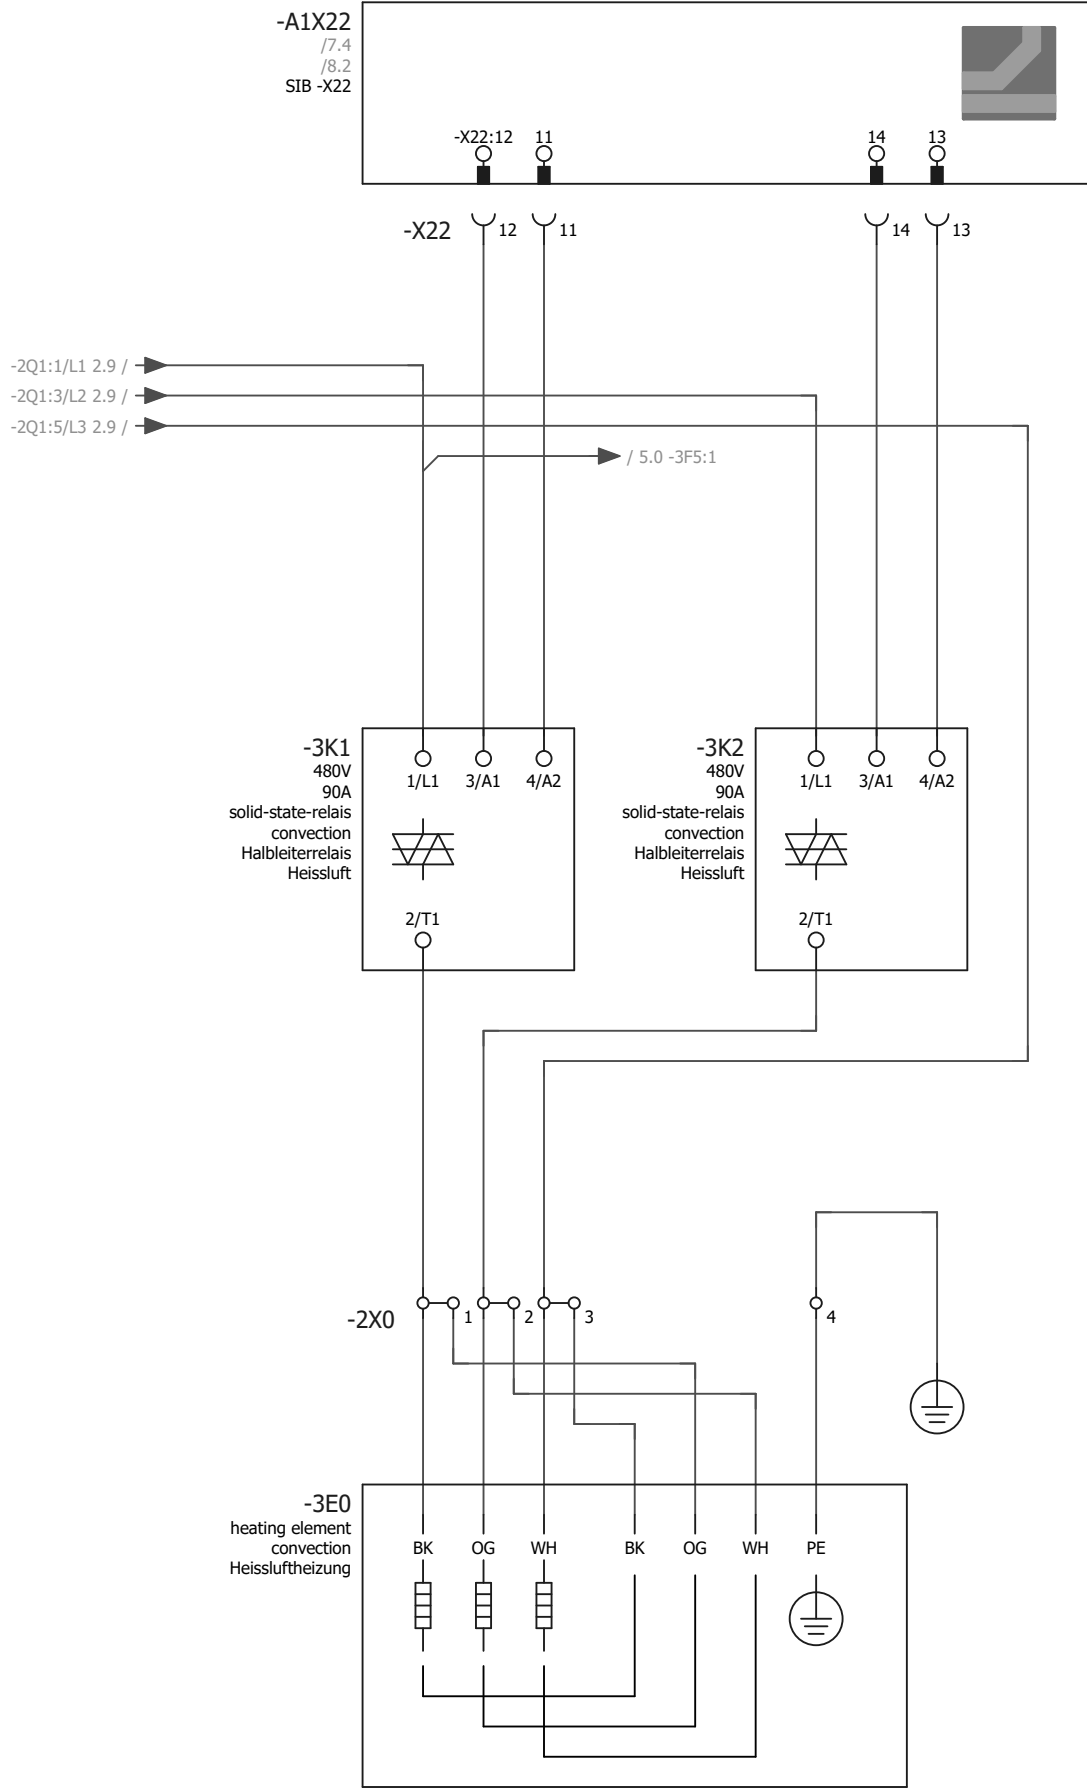 -A1X22
/7.4
/8.2
SIB -X22
-X22:12 11 14 13
-X22 12 11 14 13
-2Q1:1/L1 2.9 /
-2Q1:3/L2 2.9 /
-2Q1:5/L3 2.9 /
/ 5.0 -3F5:1
-3K1
480V
90A
solid-state-relais
convection
Halbleiterrelais
Heissluft
1/L1 3/A1 4/A2
2/T1
-3K2
480V
90A
solid-state-relais
convection
Halbleiterrelais
Heissluft
1/L1 3/A1 4/A2
2/T1
-2X0 1 2 3 4
-3E0
heating element
convection
Heissluftheizung
BK OG WH BK OG WH PE